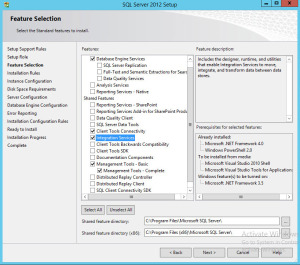 SQL Server 2012 Setup
Feature Selection
Select the Standard features to install.
Setup Support Rules
Setup Role
Feature Selection
Installation Rules
Instance Configuration
Disk Space Requirements
Server Configuration
Database Engine Configuration
Error Reporting
Installation Configuration Rules
Ready to Install
Installation Progress
Complete
Features:
Database Engine Services
SQL Server Replication
Full-Text and Semantic Extractions for Sear
Data Quality Services
Analysis Services
Reporting Services - Native
Shared Features
Reporting Services - SharePoint
Reporting Services Add-in for SharePoint Produ
Data Quality Client
SQL Server Data Tools
Client Tools Connectivity
Integration Services
Client Tools Backwards Compatibility
Client Tools SDK
Documentation Components
Management Tools - Basic
Management Tools - Complete
Distributed Replay Controller
Distributed Replay Client
SQL Client Connectivity SDK
Feature description:
Includes the designer, runtime, and utilities
that enable Integration Services to move,
integrate, and transform data between data
stores.
Prerequisites for selected features:
Already installed:
Microsoft .NET Framework 4.0
Windows PowerShell 2.0
To be installed from media:
Microsoft Visual Studio 2010 Shell
Microsoft Visual Studio Tools for Application
Windows feature(s) to be turned on:
Microsoft .NET Framework 3.5
Select All
Unselect All
Shared feature directory:
C:\Program Files\Microsoft SQL Server\
...
Shared feature directory (x86):
C:\Program Files (x86)\Microsoft SQL Server\
...
< Back
Next >
Cancel
Help